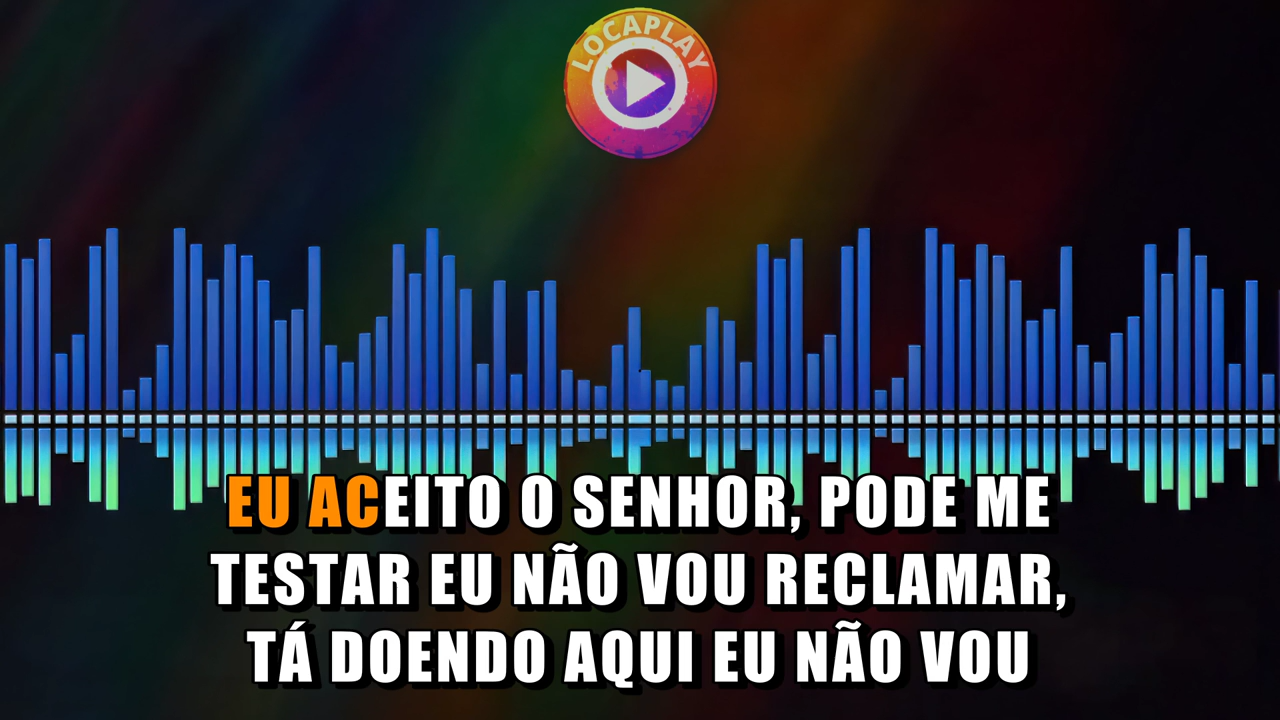 LOCAPLAY
EU ACEITO O SENHOR, PODE ME
TESTAR EU NÃO VOU RECLAMAR,
TÁ DOENDO AQUI EU NÃO VOU